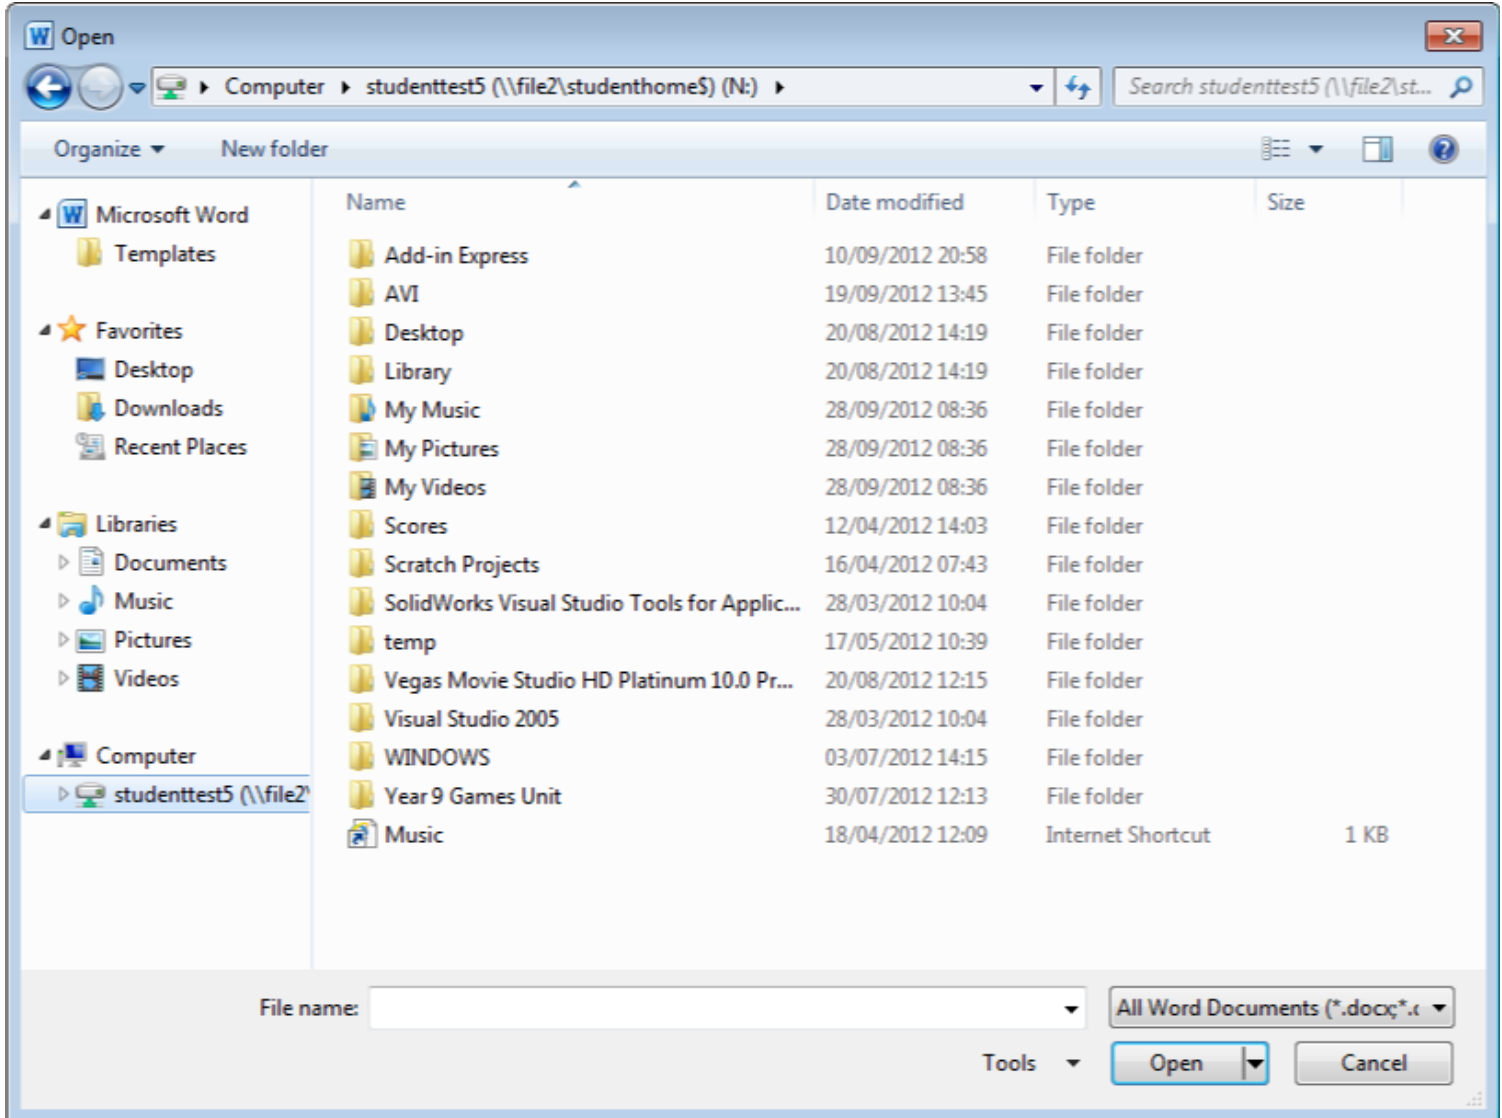 Open
Computer studenttest5 (\\file2\studenthome$) (N:) Search studenttest5 (\\file2\st...
Organize New folder
Microsoft Word
Templates
Favorites
Desktop
Downloads
Recent Places
Libraries
Documents
Music
Pictures
Videos
Computer
studenttest5 (\\file2\
Name Date modified Type Size
Add-in Express 10/09/2012 20:58 File folder
AVI 19/09/2012 13:45 File folder
Desktop 20/08/2012 14:19 File folder
Library 20/08/2012 14:19 File folder
My Music 28/09/2012 08:36 File folder
My Pictures 28/09/2012 08:36 File folder
My Videos 28/09/2012 08:36 File folder
Scores 12/04/2012 14:03 File folder
Scratch Projects 16/04/2012 07:43 File folder
SolidWorks Visual Studio Tools for Applic... 28/03/2012 10:04 File folder
temp 17/05/2012 10:39 File folder
Vegas Movie Studio HD Platinum 10.0 Pr... 20/08/2012 12:15 File folder
Visual Studio 2005 28/03/2012 10:04 File folder
WINDOWS 03/07/2012 14:15 File folder
Year 9 Games Unit 30/07/2012 12:13 File folder
Music 18/04/2012 12:09 Internet Shortcut 1 KB
File name: All Word Documents (*.docx;*.c
Tools Open Cancel